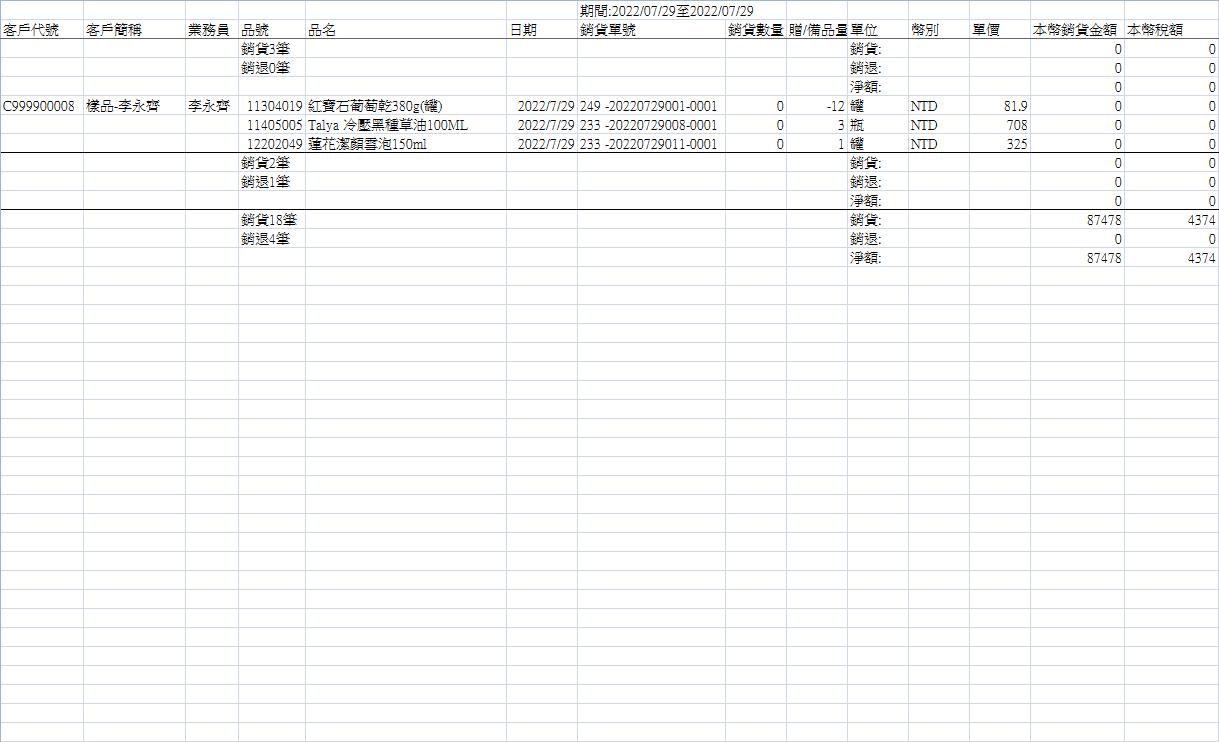 期間:2022/07/29至2022/07/29
客戶代號 客戶簡稱 業務員 品號 品名 日期 銷貨單號 銷貨數量 贈/備品量 單位 幣別 單價 本幣銷貨金額 本幣稅額
銷貨3筆 銷貨: 0 0
銷退0筆 銷退: 0 0
淨額: 0 0
C999900008 樣品-李永齊 李永齊 11304019 紅寶石葡萄乾380g(罐) 2022/7/29 249 -20220729001-0001 0 -12 罐 NTD 81.9 0 0
11405005 Talya 冷壓黑種草油100ML 2022/7/29 233 -20220729008-0001 0 3 瓶 NTD 708 0 0
12202049 蓮花潔顏雪泡150ml 2022/7/29 233 -20220729011-0001 0 1 罐 NTD 325 0 0
銷貨2筆 銷貨: 0 0
銷退1筆 銷退: 0 0
淨額: 0 0
銷貨18筆 銷貨: 87478 4374
銷退4筆 銷退: 0 0
淨額: 87478 4374